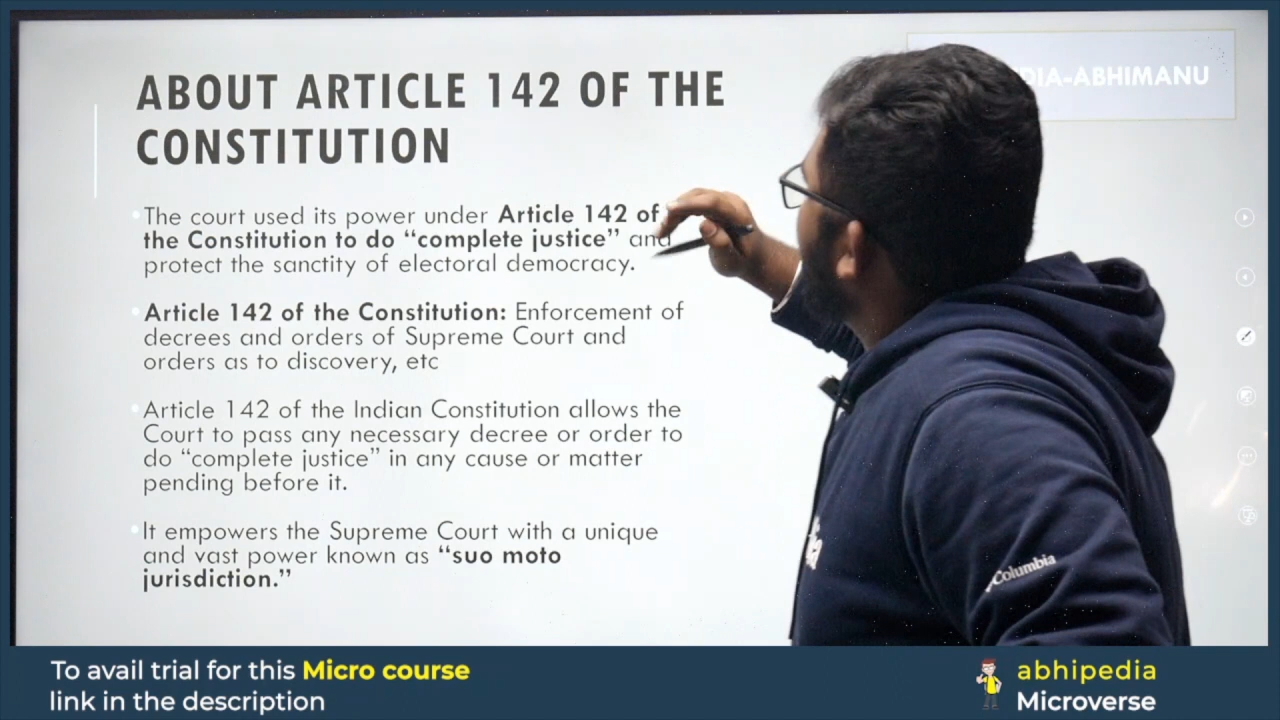 ABOUT ARTICLE 142 OF THE
CONSTITUTION
DIA-ABHIMANU
The court used its power under Article 142 of
the Constitution to do “complete justice” and
protect the sanctity of electoral democracy.
Article 142 of the Constitution: Enforcement of
decrees and orders of Supreme Court and
orders as to discovery, etc
Article 142 of the Indian Constitution allows the
Court to pass any necessary decree or order to
do “complete justice” in any cause or matter
pending before it.
It empowers the Supreme Court with a unique
and vast power known as “suo moto
jurisdiction.”
Columbia
To avail trial for this Micro course
link in the description
abhipedia
Microverse